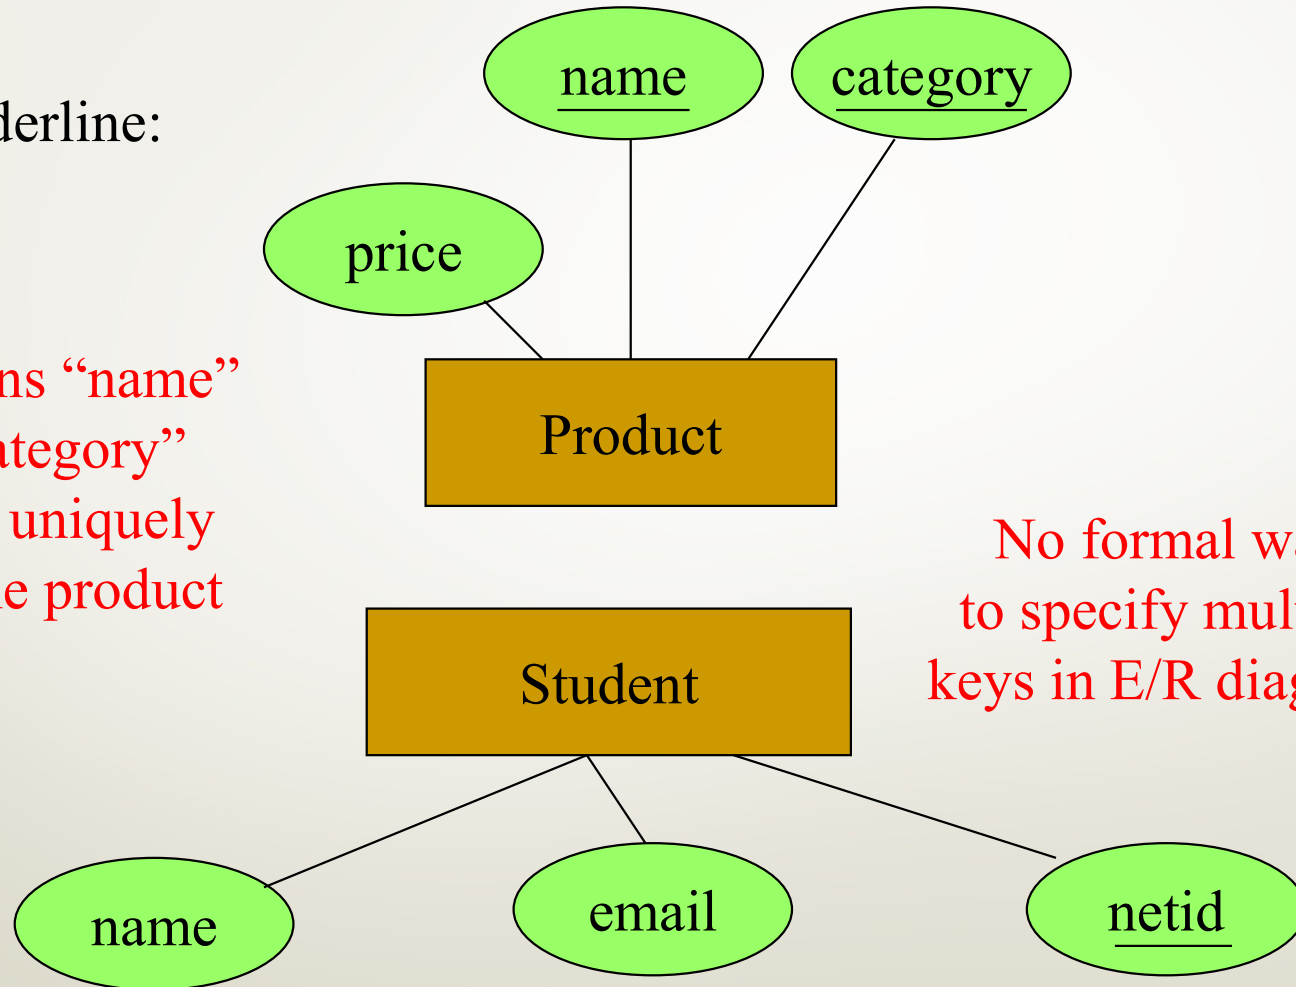 name
category
derline:
price
ns “name”
ategory”
uniquely
e product
Product
No formal wa
to specify mul
keys in E/R diag
Student
name
email
netid